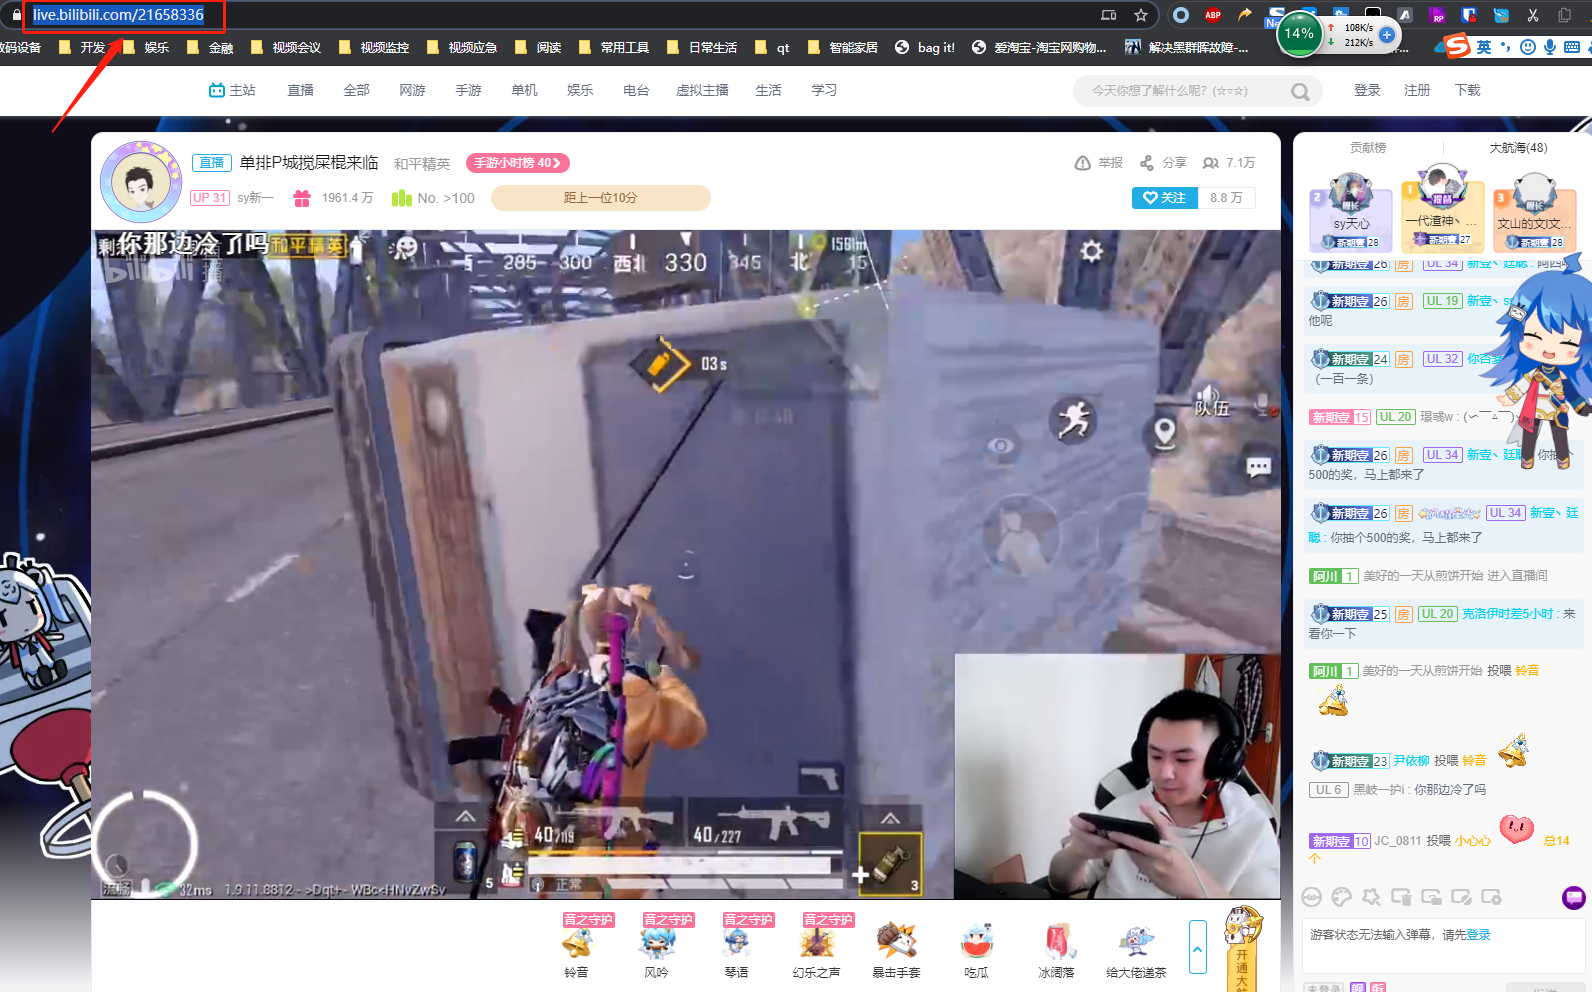 live.bilibili.com/21658336
ABP
RP
14%
108K/s
212K/s
数码设备 开发 娱乐 金融 视频会议 视频监控 视频应急 阅读 常用工具 日常生活 qt 智能家居 bag it! 爱淘宝-淘宝网购物... 解决黑群晖故障-...
英
主站 直播 全部 网游 手游 单机 娱乐 电台 虚拟主播 生活 学习
今天你想了解什么呢?
登录 注册 下载
直播 单排P城搅屎棍来临 和平精英 手游小时榜 40
举报 分享 7.1万
UP 31 sy新一 1961.4 万 No. >100 距上一位10分
关注 8.8 万
你那边冷了吗
和平精英
bilibili
285 300 西北 330 345 北 15
03s
队伍
40/119
40/227
5
正常
3
流畅
32ms
贡献榜 大航海(48)
2
sy天心
新期壹 28
1
一代渣神丶...
新期壹 27
3
文山的文I文...
新期壹 28
新期壹 26 房 UL 34 新壹丶廷聪 :
新期壹 26 房 UL 19 新壹丶
他呢
新期壹 24 房 UL 32
(一百一条)
新期壹 15 UL 20
新期壹 26 房 UL 34 新壹丶廷 你抽个
500的奖，马上都来了
新期壹 26 房 UL 34 新壹丶廷
聪 : 你抽个500的奖，马上都来了
阿川 1 美好的一天从煎饼开始 进入直播间
新期壹 25 房 UL 20 克洛伊时差5小时 : 来
看你一下
阿川 1 美好的一天从煎饼开始 投喂 铃音
新期壹 23 尹依柳 投喂 铃音
UL 6 黑岐一护i : 你那边冷了吗
新期壹 10 JC_0811 投喂 小心心 总14
个
游客状态无法输入弹幕，请先登录
音之守护 音之守护 音之守护 音之守护
铃音 风吟 琴语 幻乐之声 暴击手套 吃瓜 冰阔落 给大佬递茶
开通大